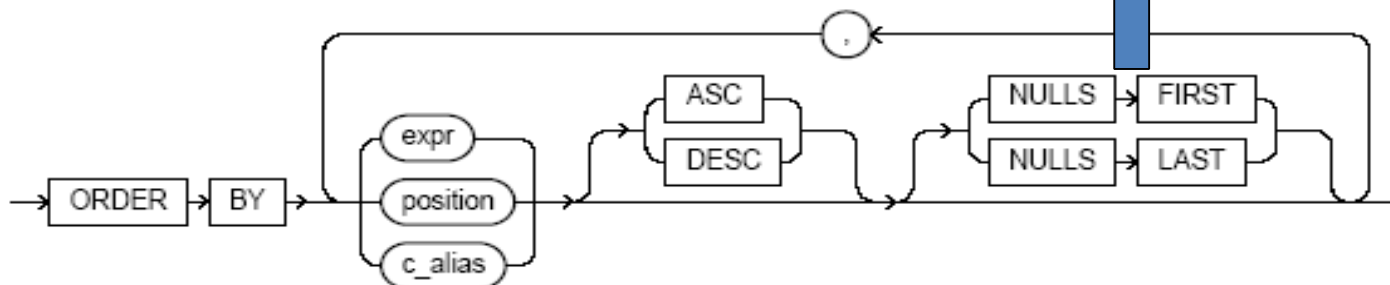 ,
ASC NULLS FIRST
expr DESC NULLS LAST
ORDER BY position
c_alias